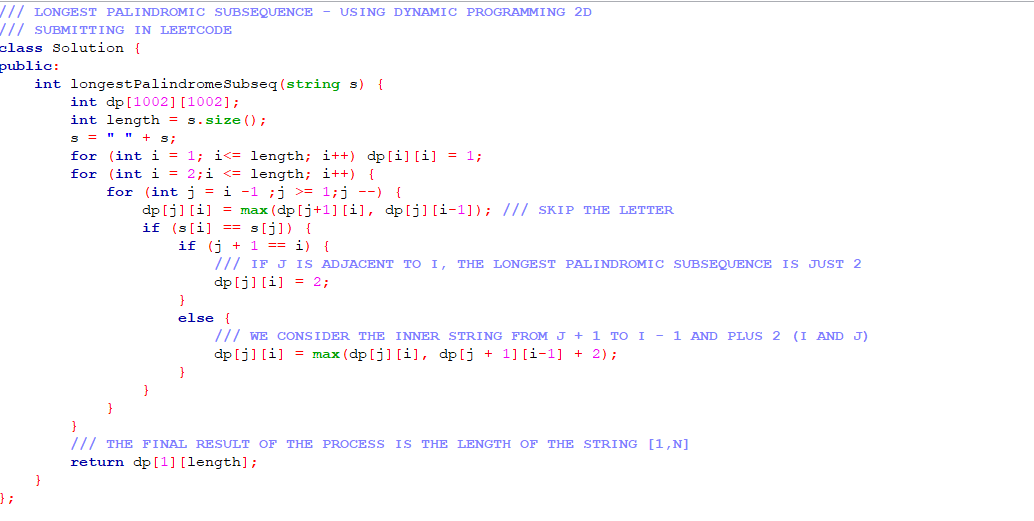 /// LONGEST PALINDROMIC SUBSEQUENCE - USING DYNAMIC PROGRAMMING 2D
/// SUBMITTING IN LEETCODE
class Solution {
public:
    int longestPalindromeSubseq(string s) {
        int dp[1002][1002];
        int length = s.size();
        s = " " + s;
        for (int i = 1; i<= length; i++) dp[i][i] = 1;
        for (int i = 2;i <= length; i++) {
            for (int j = i -1 ;j >= 1;j --) {
                dp[j][i] = max(dp[j+1][i], dp[j][i-1]); /// SKIP THE LETTER
                if (s[i] == s[j]) {
                    if (j + 1 == i) {
                        /// IF J IS ADJACENT TO I, THE LONGEST PALINDROMIC SUBSEQUENCE IS JUST 2
                        dp[j][i] = 2;
                    }
                    else {
                        /// WE CONSIDER THE INNER STRING FROM J + 1 TO I - 1 AND PLUS 2 (I AND J)
                        dp[j][i] = max(dp[j][i], dp[j + 1][i-1] + 2);
                    }
                }
            }
        }
        /// THE FINAL RESULT OF THE PROCESS IS THE LENGTH OF THE STRING [1,N]
        return dp[1][length];
    }
};